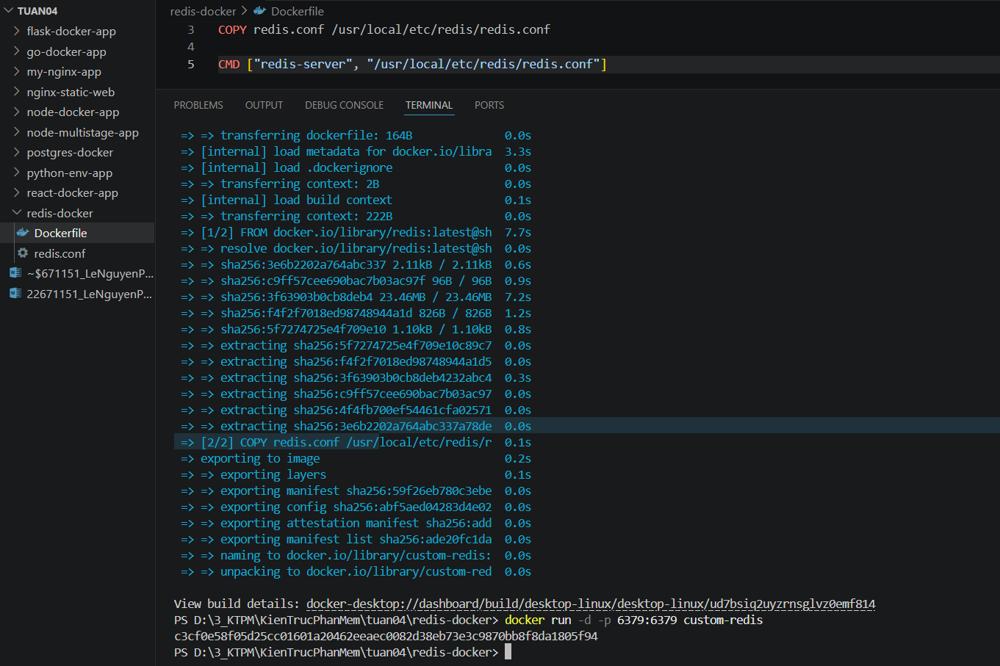 TUAN04
flask-docker-app
go-docker-app
my-nginx-app
nginx-static-web
node-docker-app
node-multistage-app
postgres-docker
python-env-app
react-docker-app
redis-docker
Dockerfile
redis.conf
~$671151_LeNguyenP...
22671151_LeNguyenP...
redis-docker > Dockerfile
3 COPY redis.conf /usr/local/etc/redis/redis.conf
4
5 CMD ["redis-server", "/usr/local/etc/redis/redis.conf"]
PROBLEMS OUTPUT DEBUG CONSOLE TERMINAL PORTS
=> => transferring dockerfile: 164B 0.0s
=> [internal] load metadata for docker.io/libra 3.3s
=> [internal] load .dockerignore 0.0s
=> => transferring context: 2B 0.0s
=> [internal] load build context 0.1s
=> => transferring context: 222B 0.0s
=> [1/2] FROM docker.io/library/redis:latest@sh 7.7s
=> => resolve docker.io/library/redis:latest@sh 0.0s
=> => sha256:3e6b2202a764abc337 2.11kB / 2.11kB 0.6s
=> => sha256:c9ff57cee690bac7b03ac97f 96B / 96B 0.9s
=> => sha256:3f63903b0cb8deb4 23.46MB / 23.46MB 7.2s
=> => sha256:f4f2f7018ed98748944a1d 826B / 826B 1.2s
=> => sha256:5f7274725e4f709e10 1.10kB / 1.10kB 0.8s
=> => extracting sha256:5f7274725e4f709e10c89c7 0.0s
=> => extracting sha256:f4f2f7018ed98748944a1d5 0.0s
=> => extracting sha256:3f63903b0cb8deb4232abc4 0.3s
=> => extracting sha256:c9ff57cee690bac7b03ac97 0.0s
=> => extracting sha256:4f4fb700ef54461cfa02571 0.0s
=> => extracting sha256:3e6b2202a764abc337a78de 0.0s
=> [2/2] COPY redis.conf /usr/local/etc/redis/r 0.1s
=> exporting to image 0.2s
=> => exporting layers 0.1s
=> => exporting manifest sha256:59f26eb780c3ebe 0.0s
=> => exporting config sha256:abf5aed04283d4e02 0.0s
=> => exporting attestation manifest sha256:add 0.0s
=> => exporting manifest list sha256:ade20fc1da 0.0s
=> => naming to docker.io/library/custom-redis: 0.0s
=> => unpacking to docker.io/library/custom-red 0.0s
View build details: docker-desktop://dashboard/build/desktop-linux/desktop-linux/ud7bsiq2uyzrnsglvz0emf814
PS D:\3_KTPM\KienTrucPhanMem\tuan04\redis-docker> docker run -d -p 6379:6379 custom-redis
c3cf0e58f05d25cc01601a20462eeaec0082d38eb73e3c9870bb8f8da1805f94
PS D:\3_KTPM\KienTrucPhanMem\tuan04\redis-docker>